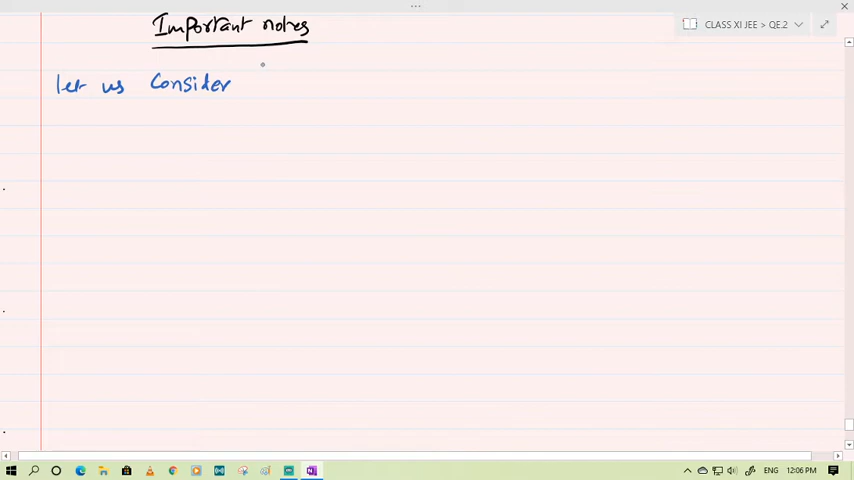 Important notes
CLASS XI JEE > QE.2
let us Consider
ENG 12:06 PM